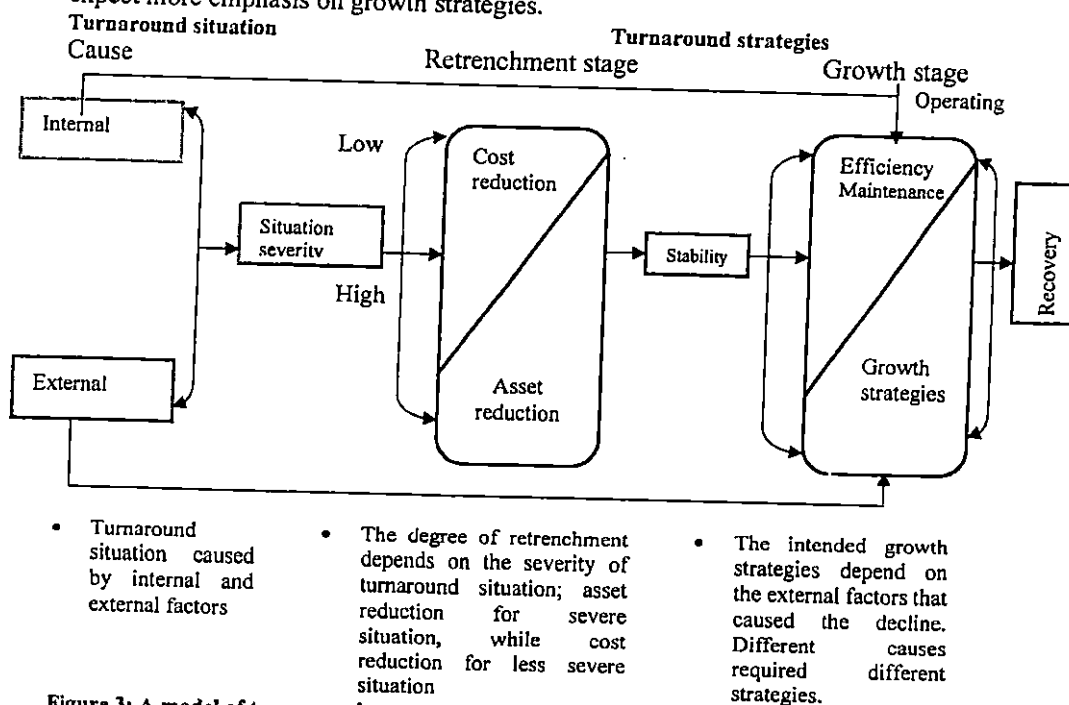 expect more emphasis on growth strategies.
Turnaround situation
Turnaround strategies
Cause
Retrenchment stage
Growth stage
Operating
Internal
Low
Cost
reduction
Efficiency
Maintenance
Situation
severity
Stability
Recovery
High
External
Asset
reduction
Growth
strategies
• Turnaround
situation caused
by internal and
external factors
• The degree of retrenchment
depends on the severity of
turnaround situation; asset
reduction for severe
situation, while cost
reduction for less severe
situation
• The intended growth
strategies depend on
the external factors that
caused the decline.
Different causes
required different
strategies.
Figure 3: A model of